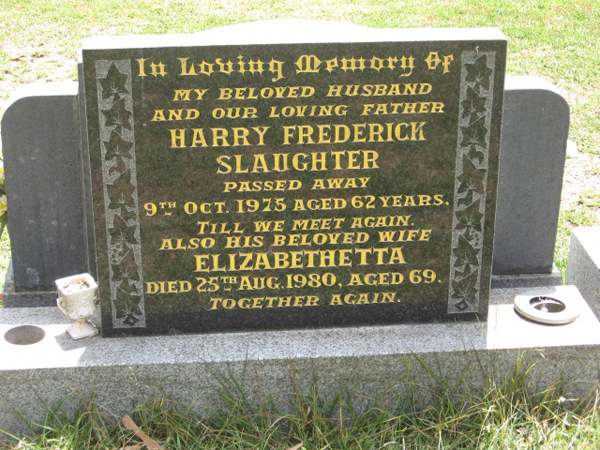 In Loving Memory Of
MY BELOVED HUSBAND
AND OUR LOVING FATHER
HARRY FREDERICK
SLAUGHTER
PASSED AWAY
9TH OCT. 1975 AGED 62 YEARS.
TILL WE MEET AGAIN.
ALSO HIS BELOVED WIFE
ELIZABETHETTA
DIED 25TH AUG. 1980, AGED 69.
TOGETHER AGAIN.